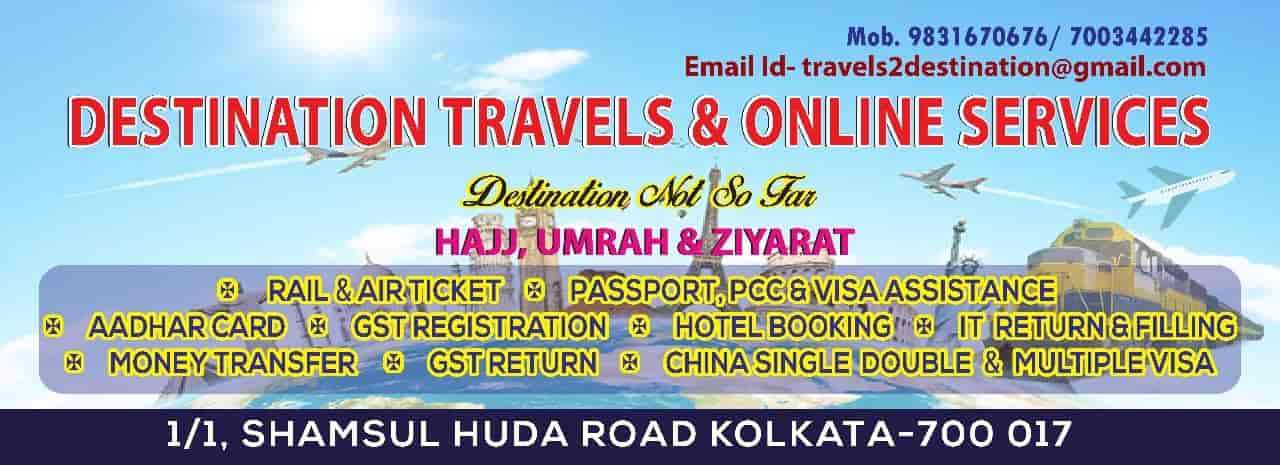 Mob. 9831670676/ 7003442285
Email Id- travels2destination@gmail.com
DESTINATION TRAVELS & ONLINE SERVICES
Destination Not So Far
HAJJ, UMRAH & ZIYARAT
✠ RAIL & AIR TICKET ✠ PASSPORT, PCC & VISA ASSISTANCE
✠ AADHAR CARD ✠ GST REGISTRATION ✠ HOTEL BOOKING ✠ IT RETURN & FILLING
✠ MONEY TRANSFER ✠ GST RETURN ✠ CHINA SINGLE DOUBLE & MULTIPLE VISA
1/1, SHAMSUL HUDA ROAD KOLKATA-700 017